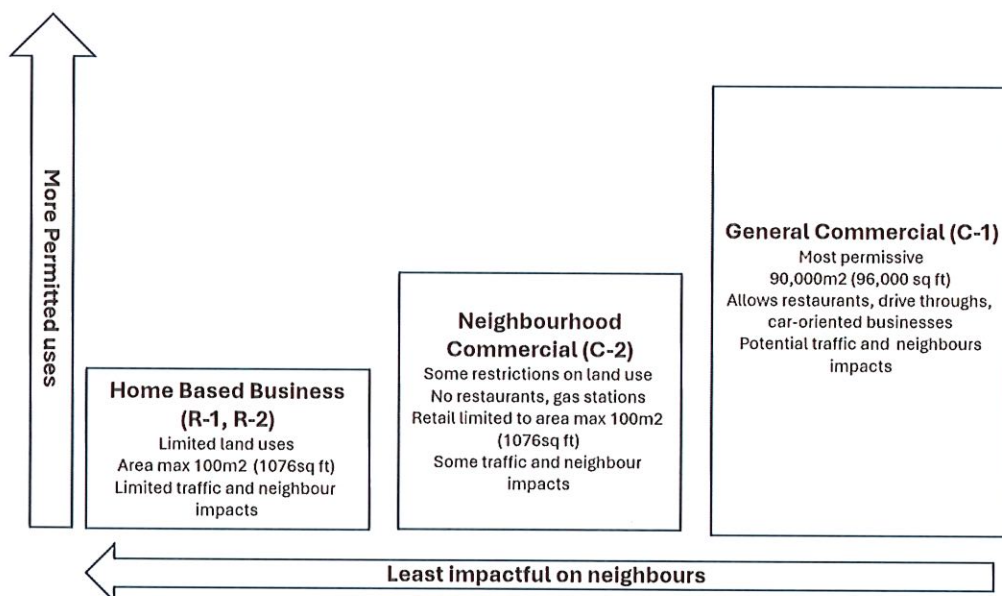 More Permitted uses
Home Based Business
(R-1, R-2)
Limited land uses
Area max 100m2 (1076sq ft)
Limited traffic and neighbour
impacts
Neighbourhood
Commercial (C-2)
Some restrictions on land use
No restaurants, gas stations
Retail limited to area max 100m2
(1076sq ft)
Some traffic and neighbour
impacts
General Commercial (C-1)
Most permissive
90,000m2 (96,000 sq ft)
Allows restaurants, drive throughs,
car-oriented businesses
Potential traffic and neighbours
impacts
Least impactful on neighbours